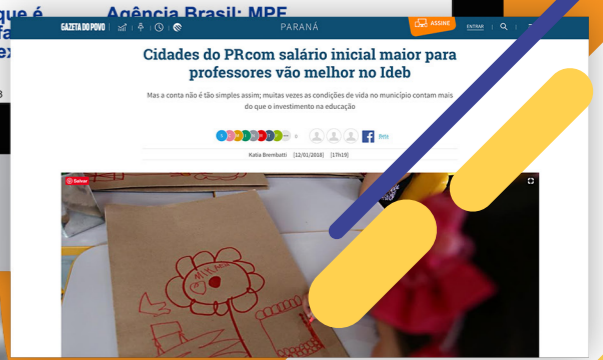 que é
Agência Brasil: MPF
GAZETA DO POVO
PARANÁ
ASSINE
ENTRAR
Cidades do PRcom salário inicial maior para
professores vão melhor no Ideb
Mas a conta não é tão simples assim; muitas vezes as condições de vida no município contam mais
do que o investimento na educação
Katia Brembatti [12/01/2018] [17h19]
Salvar